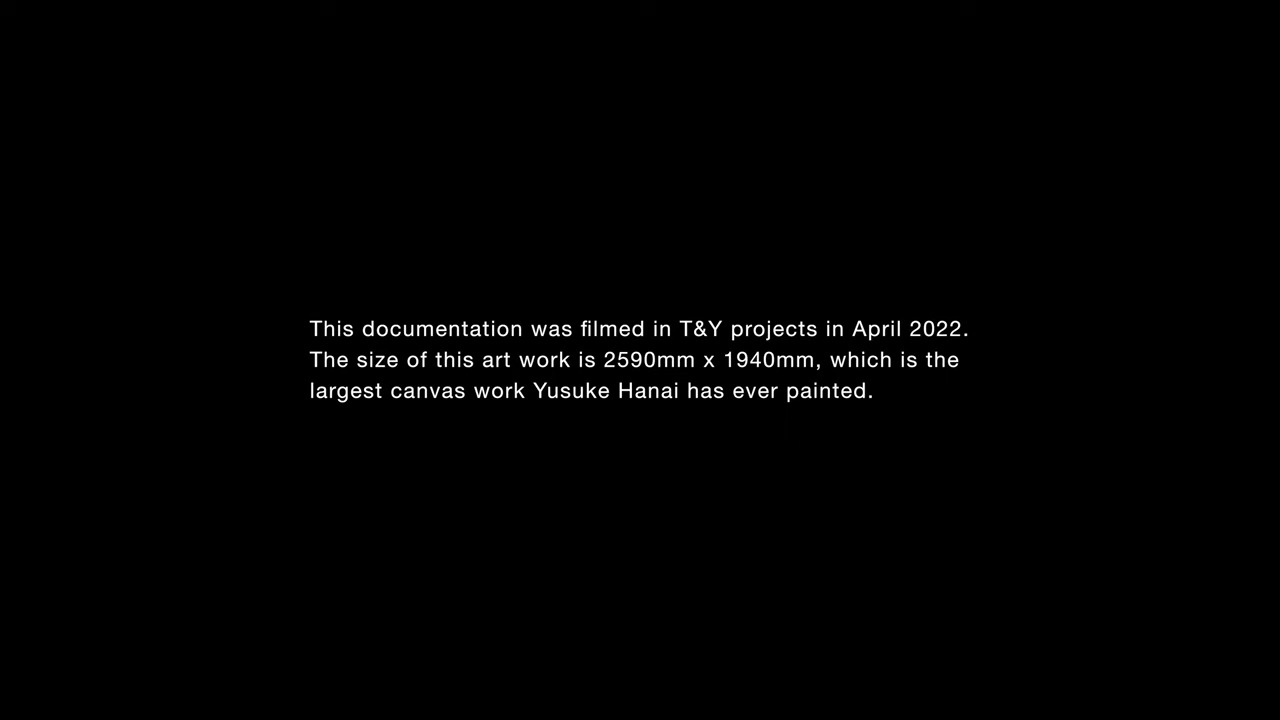 This documentation was filmed in T&Y projects in April 2022.
The size of this art work is 2590mm x 1940mm, which is the
largest canvas work Yusuke Hanai has ever painted.